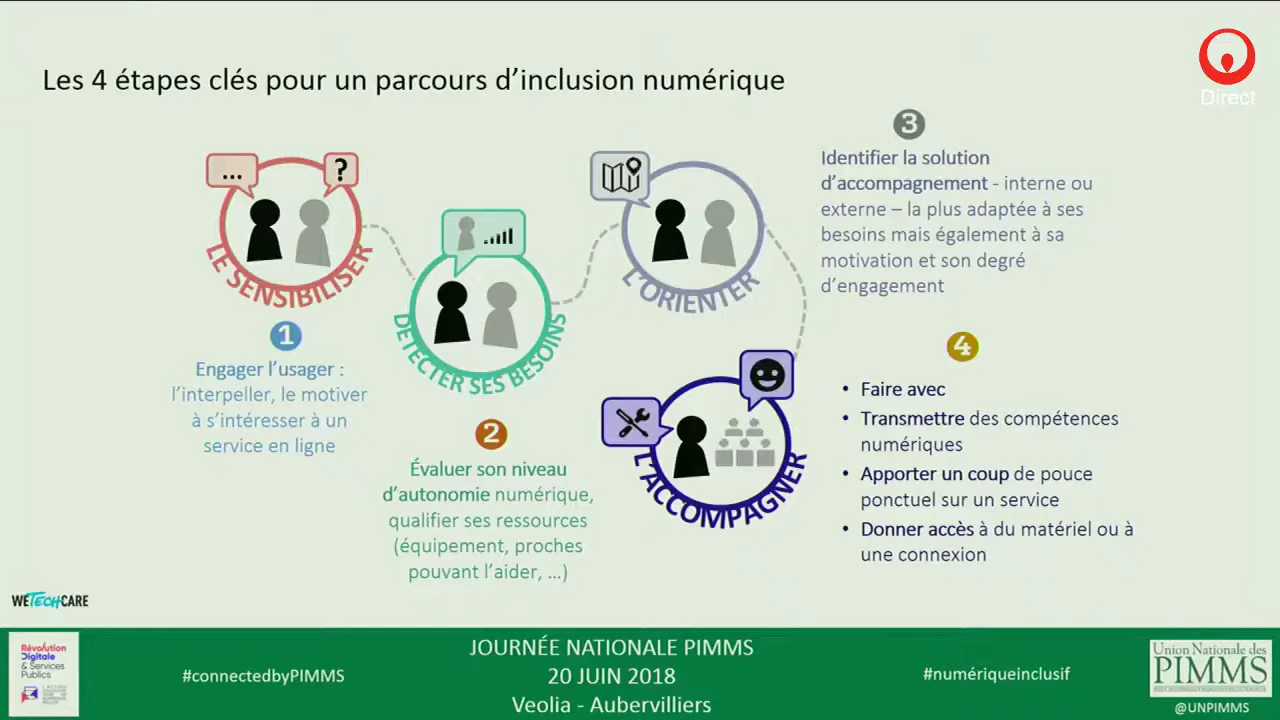 Les 4 étapes clés pour un parcours d’inclusion numérique
Direct
...
?
LE SENSIBILISER
1
Engager l’usager :
l’interpeller, le motiver
à s’intéresser à un
service en ligne
DÉTECTER SES BESOINS
2
Évaluer son niveau
d’autonomie numérique,
qualifier ses ressources
(équipement, proches
pouvant l’aider, …)
L’ORIENTER
3
Identifier la solution
d’accompagnement - interne ou
externe – la plus adaptée à ses
besoins mais également à sa
motivation et son degré
d’engagement
L’ACCOMPAGNER
4
• Faire avec
• Transmettre des compétences
numériques
• Apporter un coup de pouce
ponctuel sur un service
• Donner accès à du matériel ou à
une connexion
WETECHCARE
Révolution
Digitale
& Services
Publics
#connectedbyPIMMS
JOURNÉE NATIONALE PIMMS
20 JUIN 2018
Veolia - Aubervilliers
#numériqueinclusif
Union Nationale des
PIMMS
@UNPIMMS